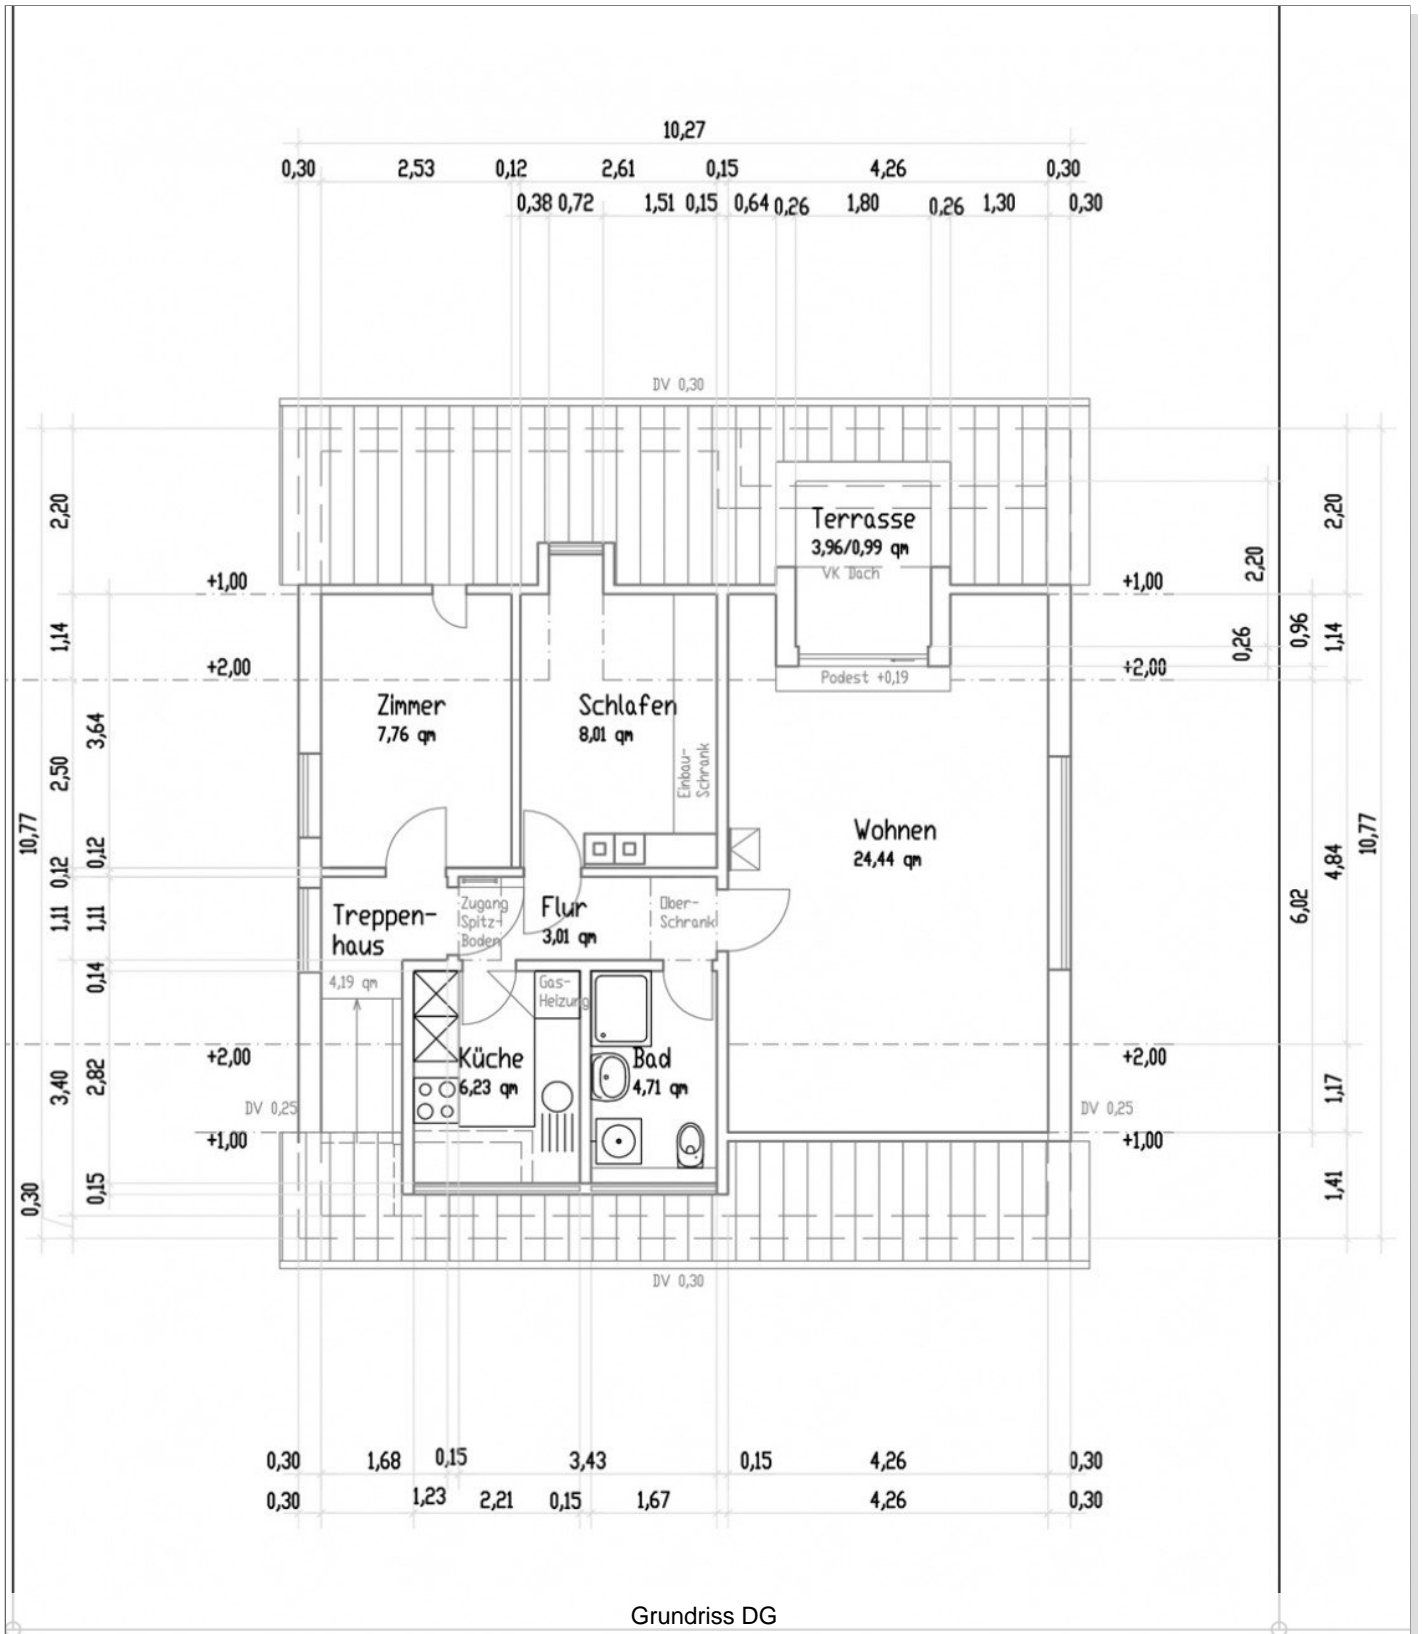 10,27
0,30 2,53 0,12 2,61 0,15 4,26 0,30
0,38 0,72 1,51 0,15 0,64 0,26 1,80 0,26 1,30 0,30
DV 0,30
2,20
2,20
Terrasse
3,96/0,99 qm
VK Dach
2,20
+1,00
+1,00
1,14
0,26
0,96
1,14
+2,00
+2,00
Podest +0,19
Zimmer
7,76 qm
Schlafen
8,01 qm
3,64
2,50
Einbau-
Schrank
10,77
0,12
0,12
Wohnen
24,44 qm
10,77
4,84
6,02
1,11
1,11
Treppen-
haus
4,19 qm
Zugang
Spitz-
Boden
Flur
3,01 qm
Ober-
Schrank
0,14
Gas-
Heizung
+2,00
+2,00
Küche
6,23 qm
Bad
4,71 qm
3,40
2,82
1,17
DV 0,25
DV 0,25
+1,00
+1,00
0,30
0,15
1,41
DV 0,30
0,30 1,68 0,15 3,43 0,15 4,26 0,30
0,30 1,23 2,21 0,15 1,67 4,26 0,30
Grundriss DG